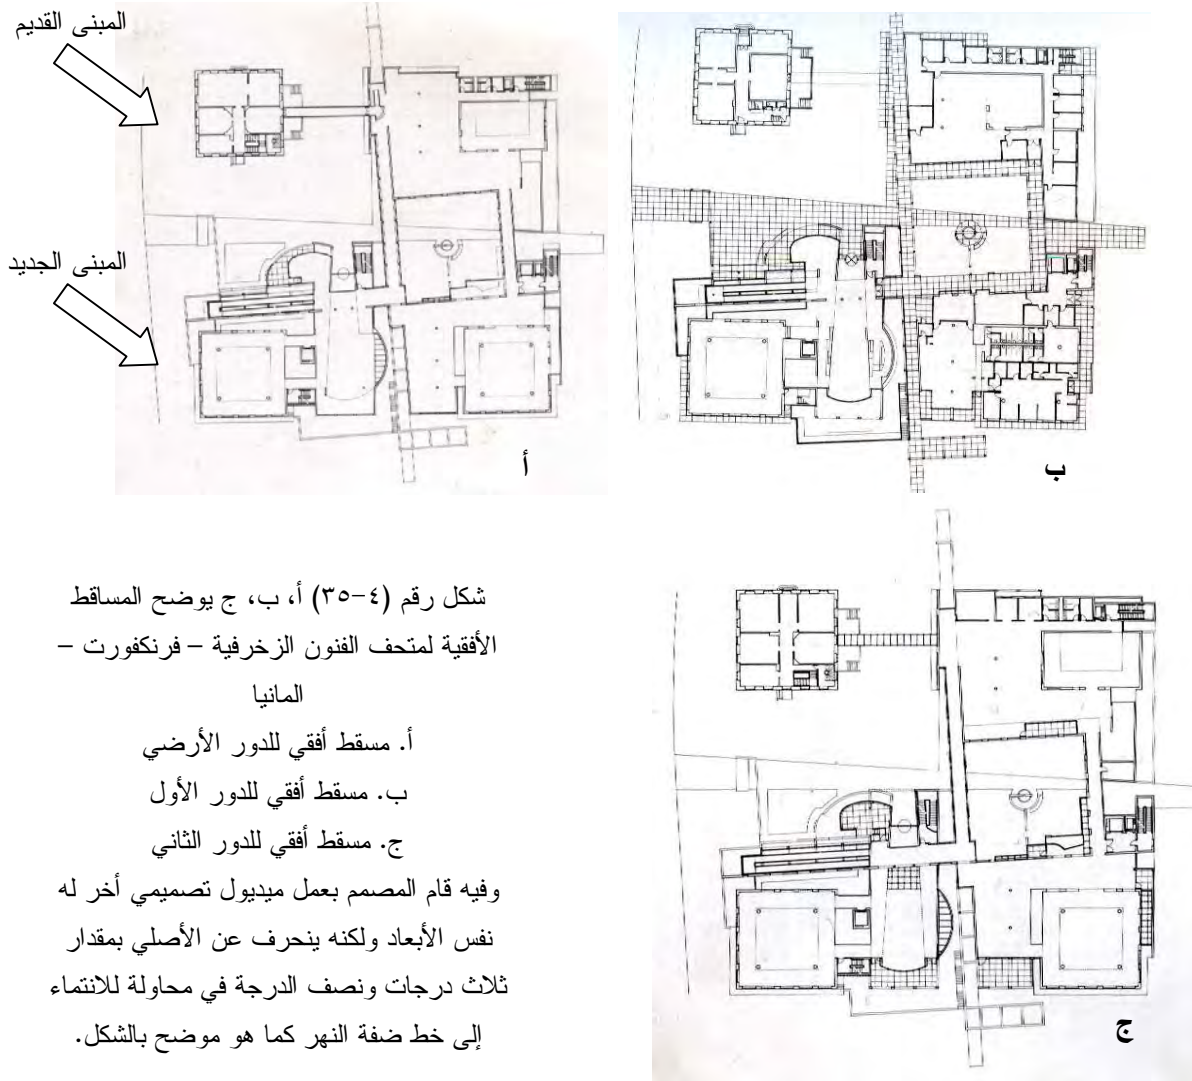 المبنى القديم
المبنى الجديد
أ
ب
شكل رقم (٤-٣٥) أ، ب، ج يوضح المساقط
الأفقية لمتحف الفنون الزخرفية – فرنكفورت –
المانيا
أ. مسقط أفقي للدور الأرضي
ب. مسقط أفقي للدور الأول
ج. مسقط أفقي للدور الثاني
وفيه قام المصمم بعمل ميديول تصميمي أخر له
نفس الأبعاد ولكنه ينحرف عن الأصلي بمقدار
ثلاث درجات ونصف الدرجة في محاولة للانتماء
إلى خط ضفة النهر كما هو موضح بالشكل.
ج